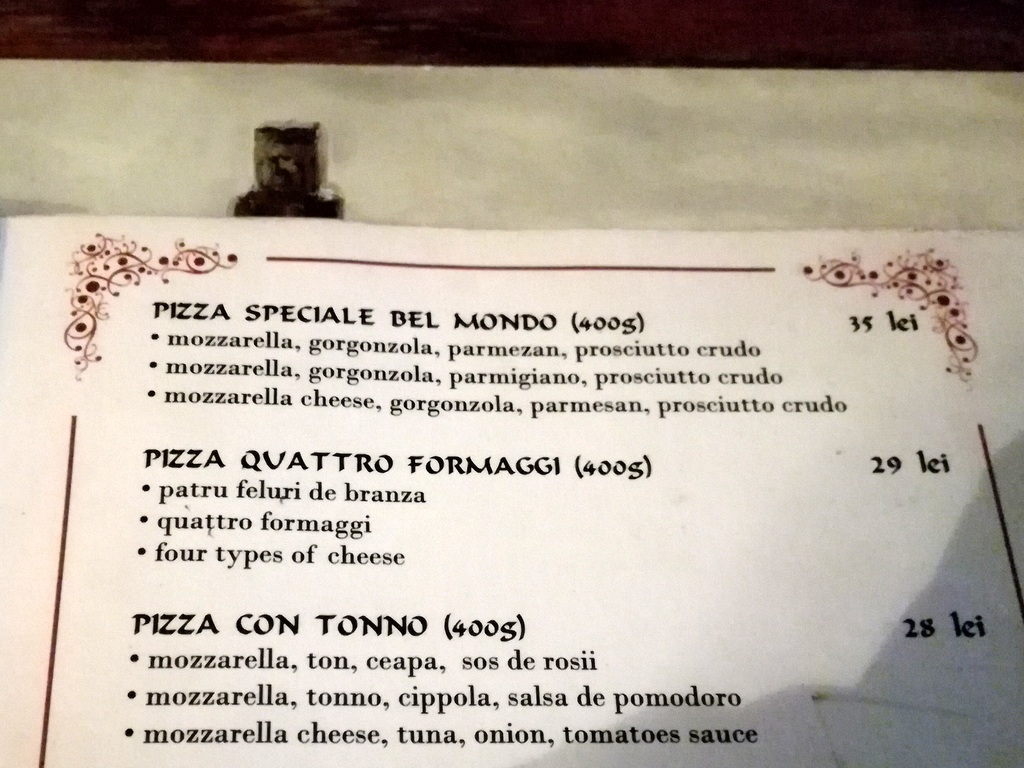 PIZZA SPECIALE BEL MONDO (400g) 35 lei
• mozzarella, gorgonzola, parmezan, prosciutto crudo
• mozzarella, gorgonzola, parmigiano, prosciutto crudo
• mozzarella cheese, gorgonzola, parmesan, prosciutto crudo
PIZZA QUATTRO FORMAGGI (400g) 29 lei
• patru feluri de branza
• quattro formaggi
• four types of cheese
PIZZA CON TONNO (400g) 28 lei
• mozzarella, ton, ceapa, sos de rosii
• mozzarella, tonno, cippola, salsa de pomodoro
• mozzarella cheese, tuna, onion, tomatoes sauce